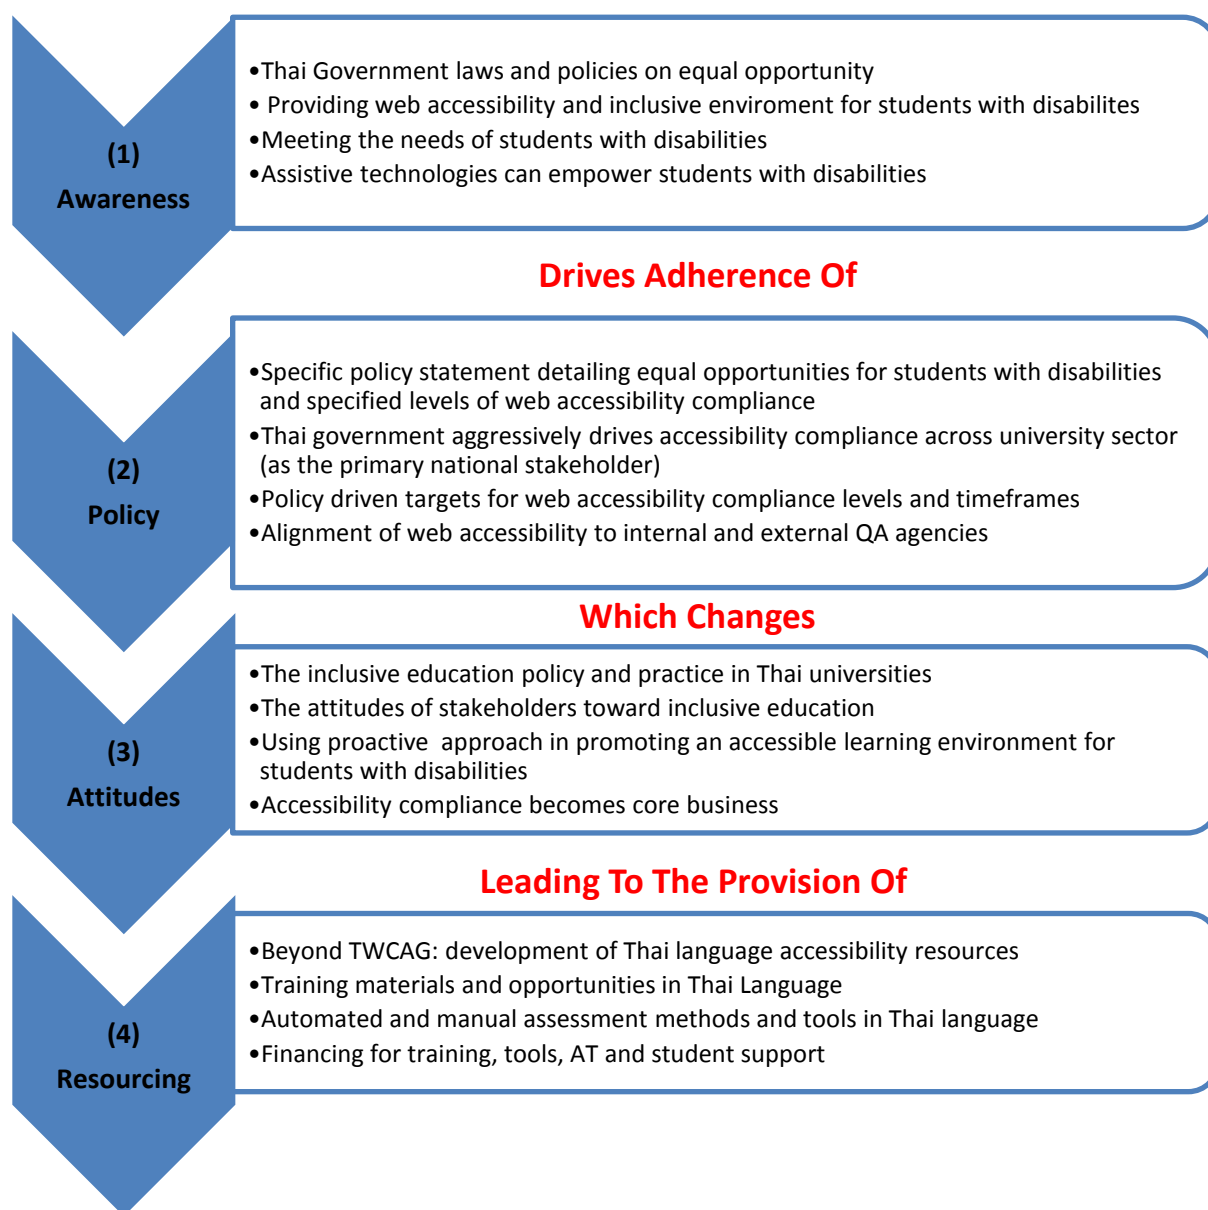 (1)
Awareness
•Thai Government laws and policies on equal opportunity
• Providing web accessibility and inclusive enviroment for students with disabilites
•Meeting the needs of students with disabilities
•Assistive technologies can empower students with disabilities
Drives Adherence Of
(2)
Policy
•Specific policy statement detailing equal opportunities for students with disabilities
and specified levels of web accessibility compliance
•Thai government aggressively drives accessibility compliance across university sector
(as the primary national stakeholder)
•Policy driven targets for web accessibility compliance levels and timeframes
•Alignment of web accessibility to internal and external QA agencies
Which Changes
(3)
Attitudes
•The inclusive education policy and practice in Thai universities
•The attitudes of stakeholders toward inclusive education
•Using proactive  approach in promoting an accessible learning environment for
students with disabilities
•Accessibility compliance becomes core business
Leading To The Provision Of
(4)
Resourcing
•Beyond TWCAG: development of Thai language accessibility resources
•Training materials and opportunities in Thai Language
•Automated and manual assessment methods and tools in Thai language
•Financing for training, tools, AT and student support